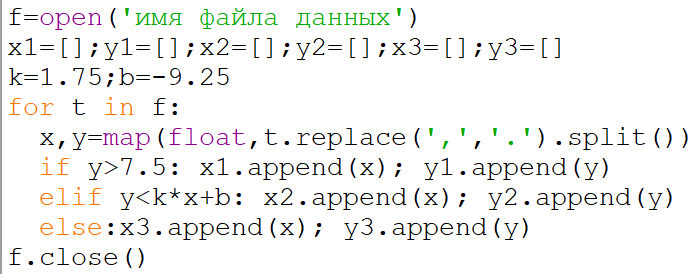 f=open('имя файла данных')
x1=[];y1=[];x2=[];y2=[];x3=[];y3=[]
k=1.75;b=-9.25
for t in f:
  x,y=map(float,t.replace(',','.').split())
  if y>7.5: x1.append(x); y1.append(y)
  elif y<k*x+b: x2.append(x); y2.append(y)
  else:x3.append(x); y3.append(y)
f.close()